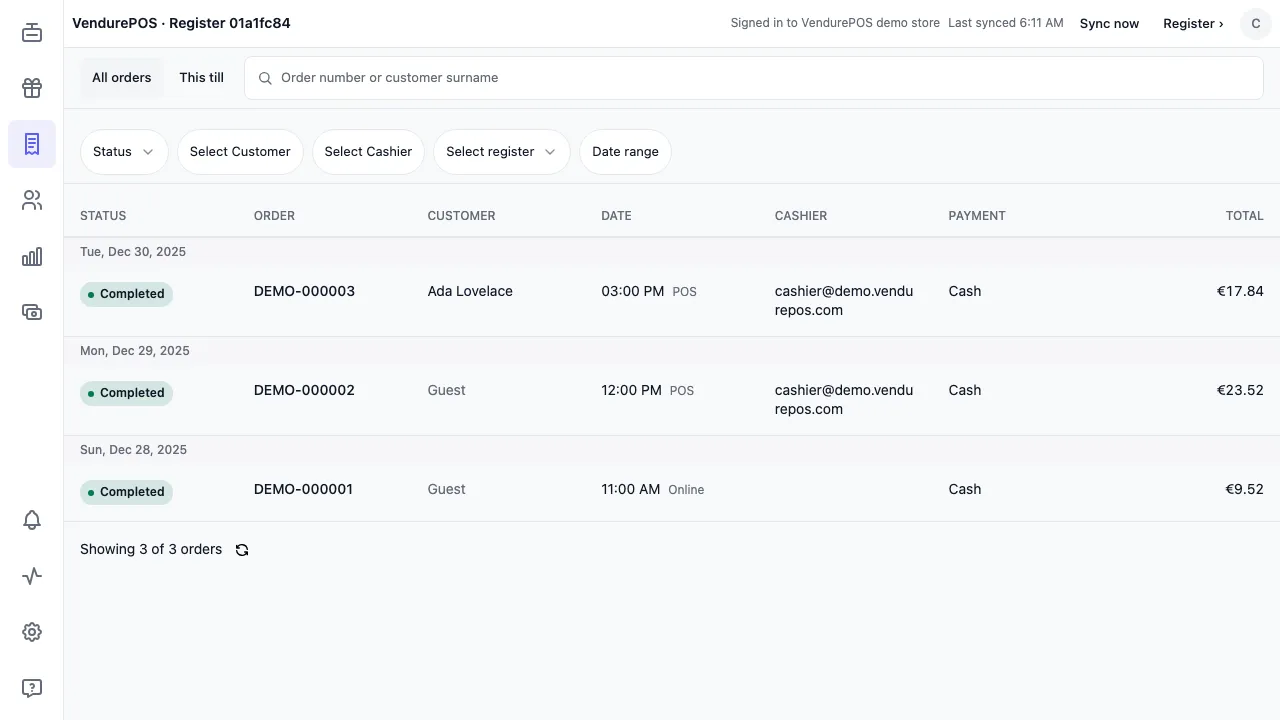 VendurePOS · Register 01a1fc84
Signed in to VendurePOS demo store Last synced 6:11 AM Sync now Register › C
All orders This till Order number or customer surname
Status Select Customer Select Cashier Select register Date range
STATUS ORDER CUSTOMER DATE CASHIER PAYMENT TOTAL
Tue, Dec 30, 2025
Completed DEMO-000003 Ada Lovelace 03:00 PM POS cashier@demo.vendu Cash €17.84
repos.com
Mon, Dec 29, 2025
Completed DEMO-000002 Guest 12:00 PM POS cashier@demo.vendu Cash €23.52
repos.com
Sun, Dec 28, 2025
Completed DEMO-000001 Guest 11:00 AM Online Cash €9.52
Showing 3 of 3 orders